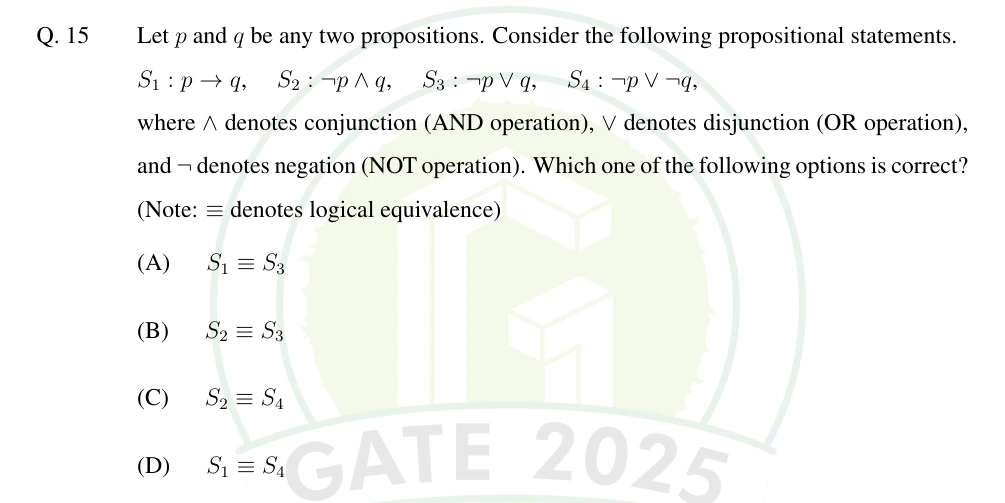 Q. 15 Let p and q be any two propositions. Consider the following propositional statements.
S₁ : p → q, S₂ : ¬p ∧ q, S₃ : ¬p ∨ q, S₄ : ¬p ∨ ¬q,
where ∧ denotes conjunction (AND operation), ∨ denotes disjunction (OR operation),
and ¬ denotes negation (NOT operation). Which one of the following options is correct?
(Note: ≡ denotes logical equivalence)
(A) S₁ ≡ S₃
(B) S₂ ≡ S₃
(C) S₂ ≡ S₄
(D) S₁ ≡ S₄
GATE 2025